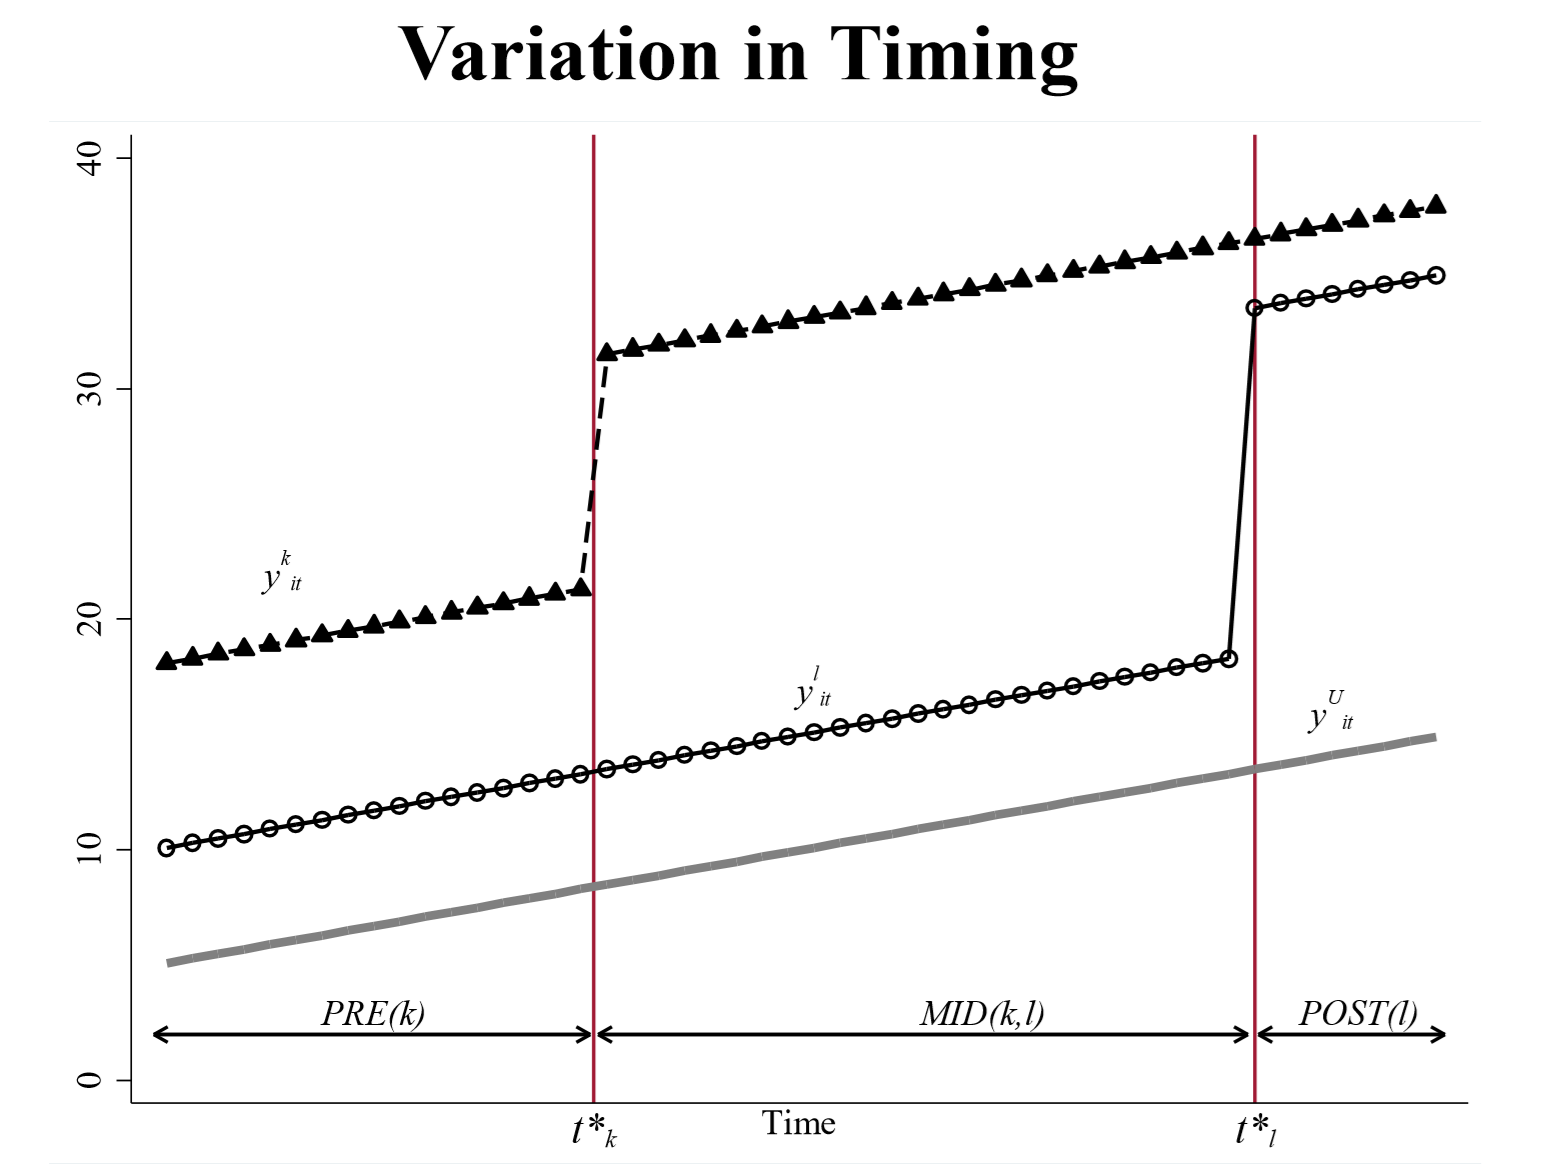 Variation in Timing
40
30
20
10
0
y^k_it
y^l_it
y^U_it
PRE(k)
MID(k,l)
POST(l)
t*_k
Time
t*_l